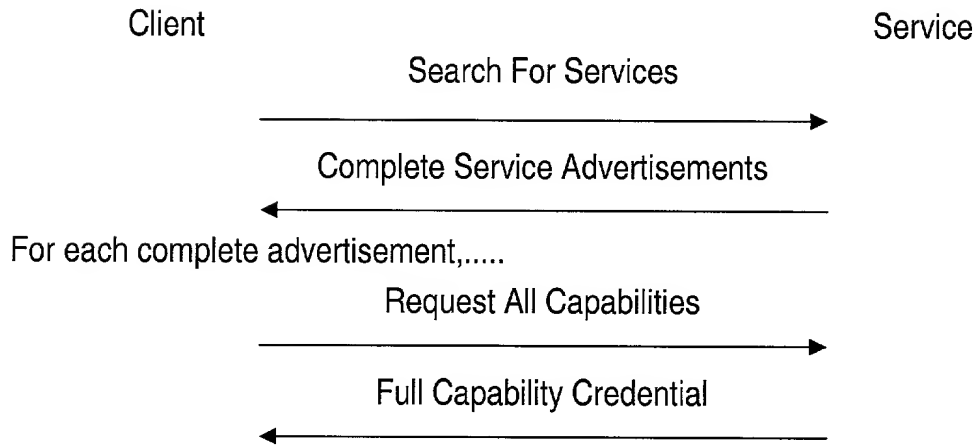 Client
Service
Search For Services
Complete Service Advertisements
For each complete advertisement,.....
Request All Capabilities
Full Capability Credential